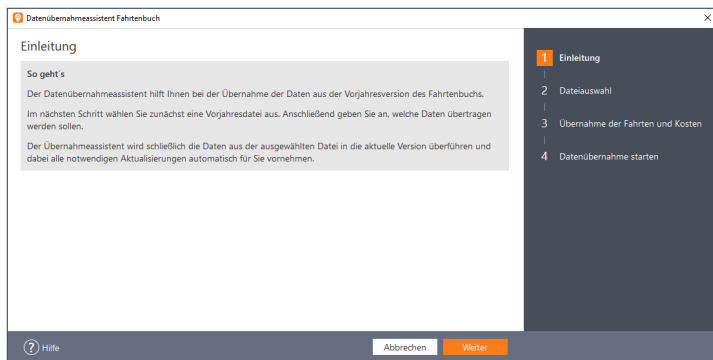 Datenübernahmeassistent Fahrtenbuch
Einleitung
So geht´s
Der Datenübernahmeassistent hilft Ihnen bei der Übernahme der Daten aus der Vorjahresversion des Fahrtenbuchs.
Im nächsten Schritt wählen Sie zunächst eine Vorjahresdatei aus. Anschließend geben Sie an, welche Daten übertragen
werden sollen.
Der Übernahmeassistent wird schließlich die Daten aus der ausgewählten Datei in die aktuelle Version überführen und
dabei alle notwendigen Aktualisierungen automatisch für Sie vornehmen.
1 Einleitung
2 Dateiauswahl
3 Übernahme der Fahrten und Kosten
4 Datenübernahme starten
? Hilfe
Abbrechen
Weiter